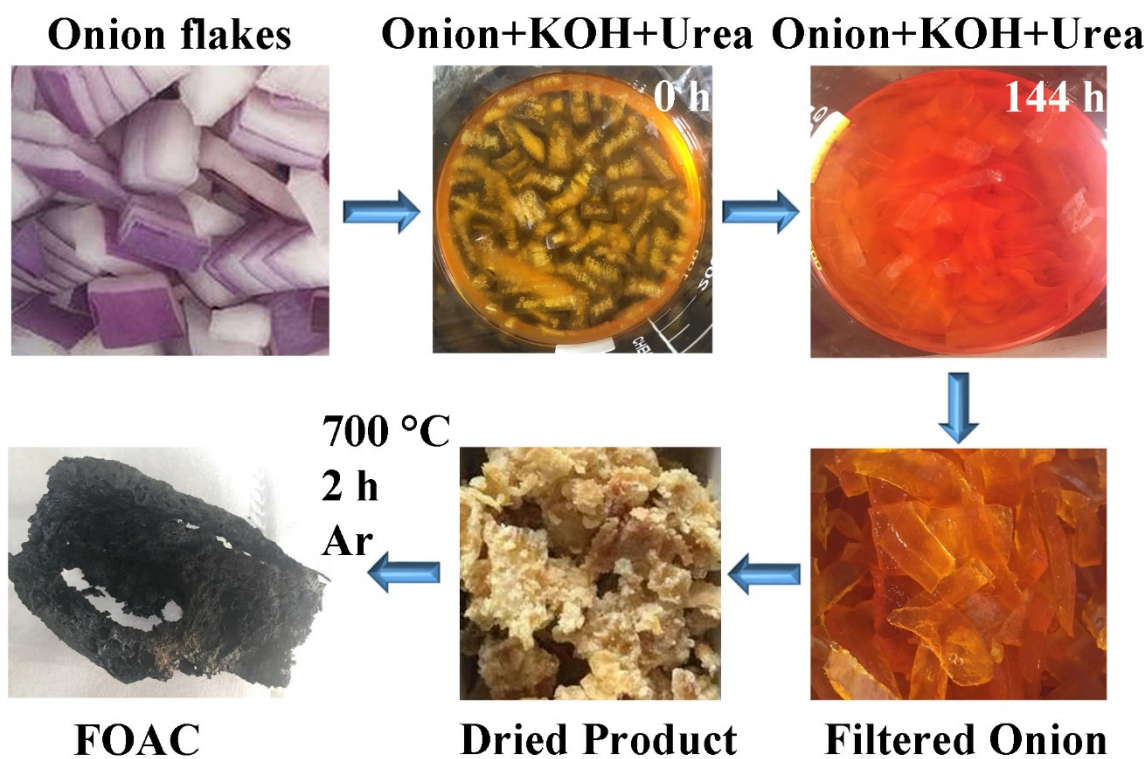 Onion flakes
Onion+KOH+Urea
Onion+KOH+Urea
0 h
144 h
700 °C
2 h
Ar
FOAC
Dried Product
Filtered Onion